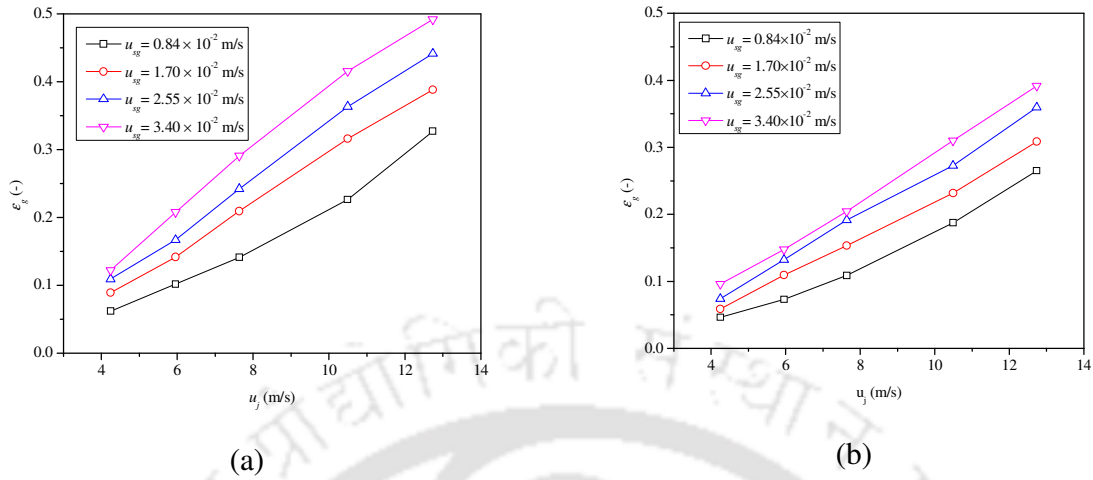 0.5
0.4
0.3
0.2
0.1
0.0
4
6
8
10
12
14
ε_g (-)
u_j (m/s)
u_sg = 0.84 × 10^-2 m/s
u_sg = 1.70 × 10^-2 m/s
u_sg = 2.55 × 10^-2 m/s
u_sg = 3.40 × 10^-2 m/s
(a)
0.5
0.4
0.3
0.2
0.1
0.0
4
6
8
10
12
14
ε_g (-)
u_j (m/s)
u_sg = 0.84×10^-2 m/s
u_sg = 1.70×10^-2 m/s
u_sg = 2.55×10^-2 m/s
u_sg = 3.40×10^-2 m/s
(b)
प्रौद्योगिकी संस्थान